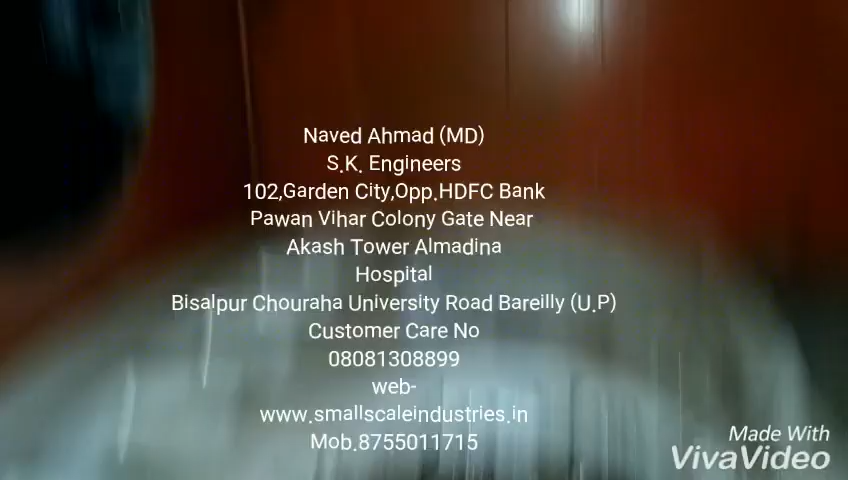 Naved Ahmad (MD)
S.K. Engineers
102,Garden City,Opp.HDFC Bank
Pawan Vihar Colony Gate Near
Akash Tower Almadina
Hospital
Bisalpur Chouraha University Road Bareilly (U.P)
Customer Care No
08081308899
web-
www.smallscaleindustries.in
Mob.8755011715
Made With
VivaVideo